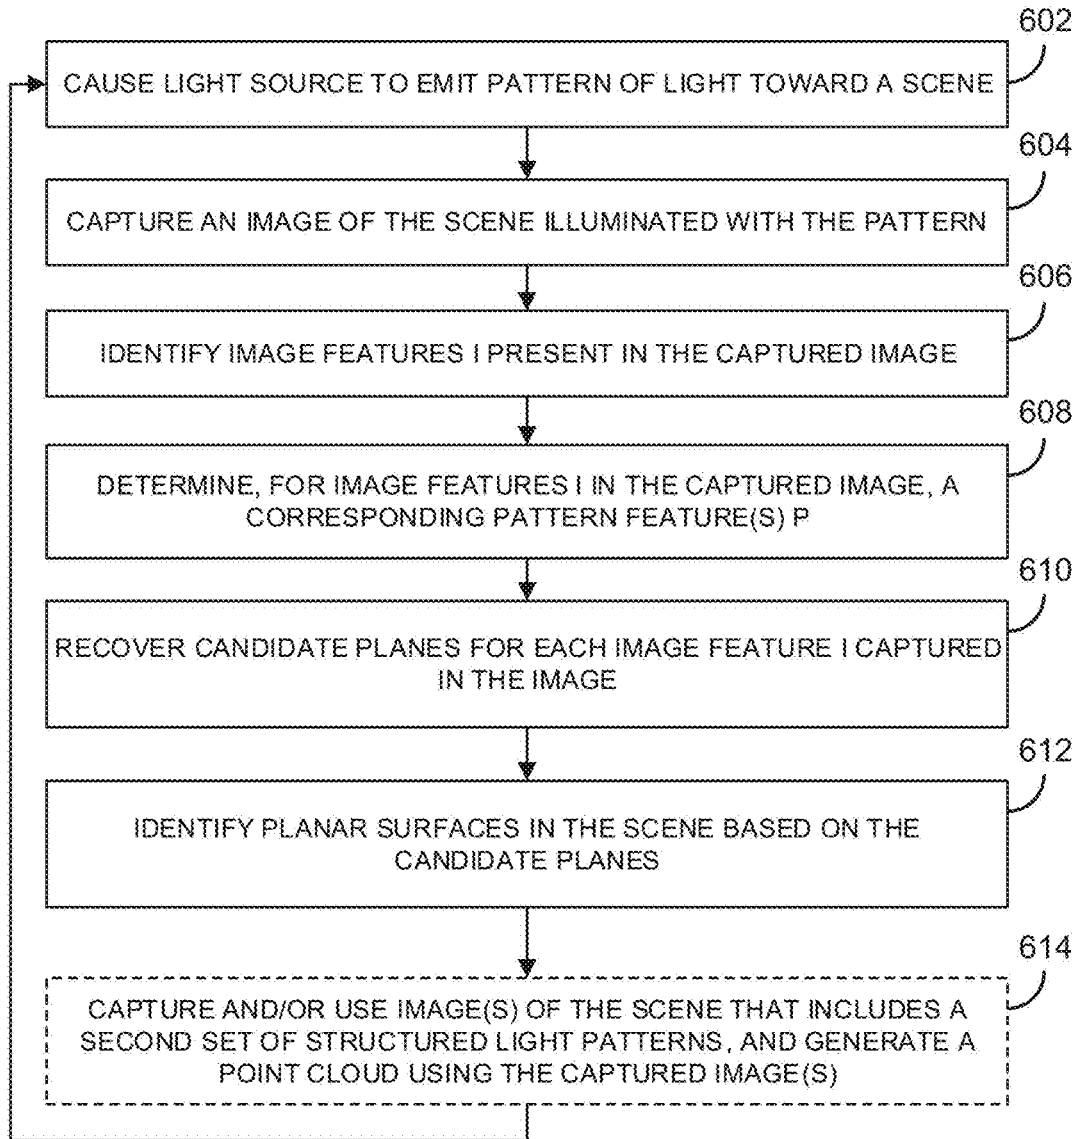 602
CAUSE LIGHT SOURCE TO EMIT PATTERN OF LIGHT TOWARD A SCENE
604
CAPTURE AN IMAGE OF THE SCENE ILLUMINATED WITH THE PATTERN
606
IDENTIFY IMAGE FEATURES I PRESENT IN THE CAPTURED IMAGE
608
DETERMINE, FOR IMAGE FEATURES I IN THE CAPTURED IMAGE, A
CORRESPONDING PATTERN FEATURE(S) P
610
RECOVER CANDIDATE PLANES FOR EACH IMAGE FEATURE I CAPTURED
IN THE IMAGE
612
IDENTIFY PLANAR SURFACES IN THE SCENE BASED ON THE
CANDIDATE PLANES
614
CAPTURE AND/OR USE IMAGE(S) OF THE SCENE THAT INCLUDES A
SECOND SET OF STRUCTURED LIGHT PATTERNS, AND GENERATE A
POINT CLOUD USING THE CAPTURED IMAGE(S)